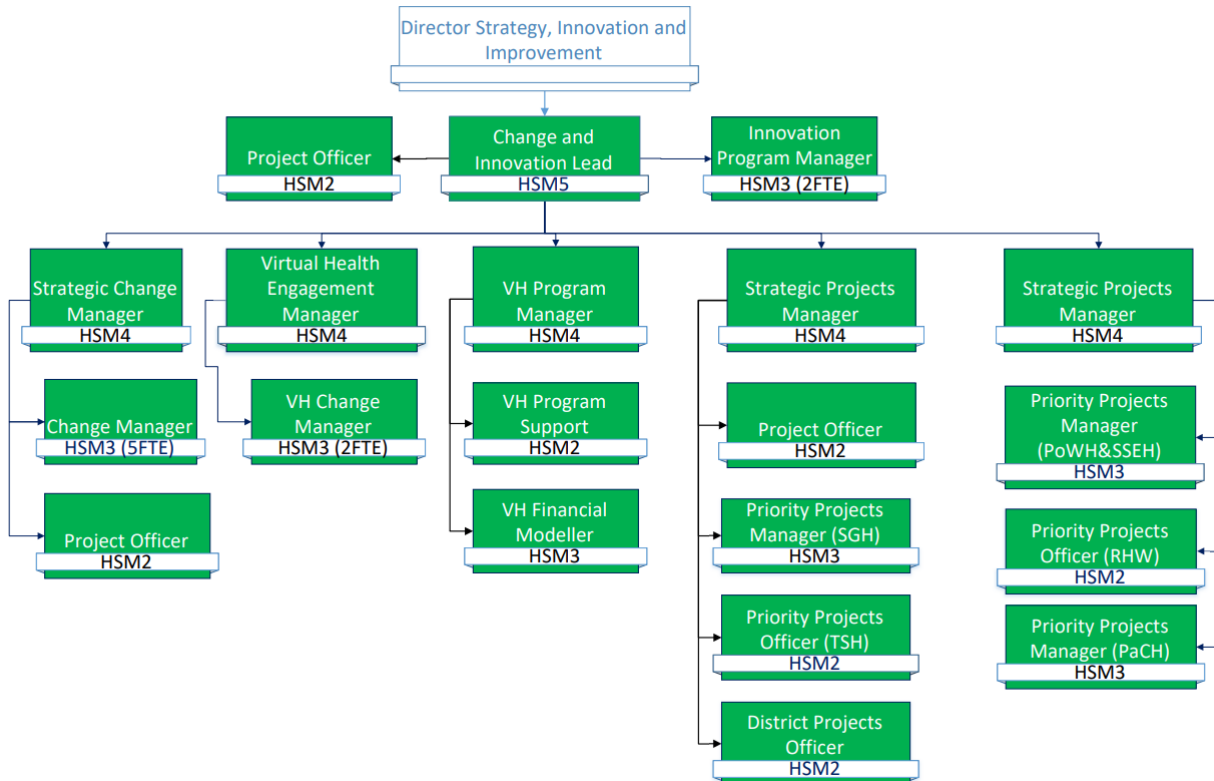 Director Strategy, Innovation and
Improvement
Project Officer
HSM2
Change and
Innovation Lead
HSM5
Innovation
Program Manager
HSM3 (2FTE)
Strategic Change
Manager
HSM4
Virtual Health
Engagement
Manager
HSM4
VH Program
Manager
HSM4
Strategic Projects
Manager
HSM4
Strategic Projects
Manager
HSM4
Change Manager
HSM3 (5FTE)
Project Officer
HSM2
VH Change
Manager
HSM3 (2FTE)
VH Program
Support
HSM2
VH Financial
Modeller
HSM3
Project Officer
HSM2
Priority Projects
Manager (SGH)
HSM3
Priority Projects
Officer (TSH)
HSM2
District Projects
Officer
HSM2
Priority Projects
Manager
(PoWH&SSEH)
HSM3
Priority Projects
Officer (RHW)
HSM2
Priority Projects
Manager (PaCH)
HSM3